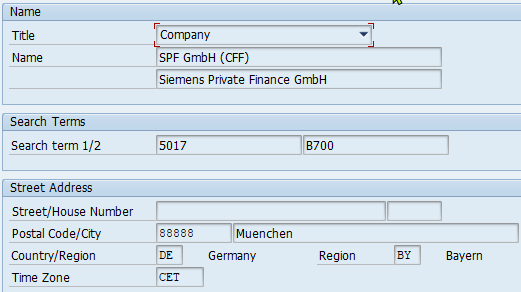 Name
Title Company
Name SPF GmbH (CFF)
Siemens Private Finance GmbH
Search Terms
Search term 1/2 5017 B700
Street Address
Street/House Number
Postal Code/City 88888 Muenchen
Country/Region DE Germany Region BY Bayern
Time Zone CET